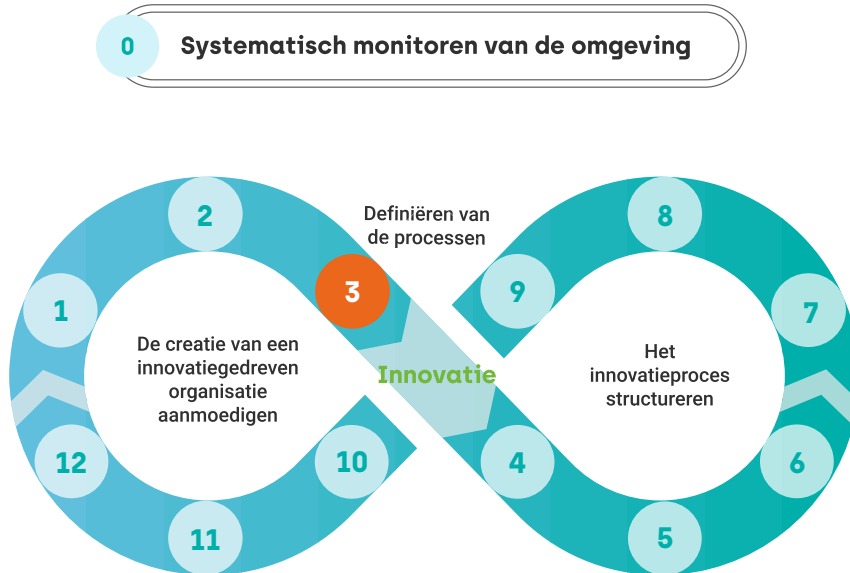 0
Systematisch monitoren van de omgeving
2
Definiëren van
de processen
8
3
9
1
7
De creatie van een
innovatiegedreven
organisatie
aanmoedigen
Innovatie
Het
innovatieproces
structureren
12
10
4
6
11
5